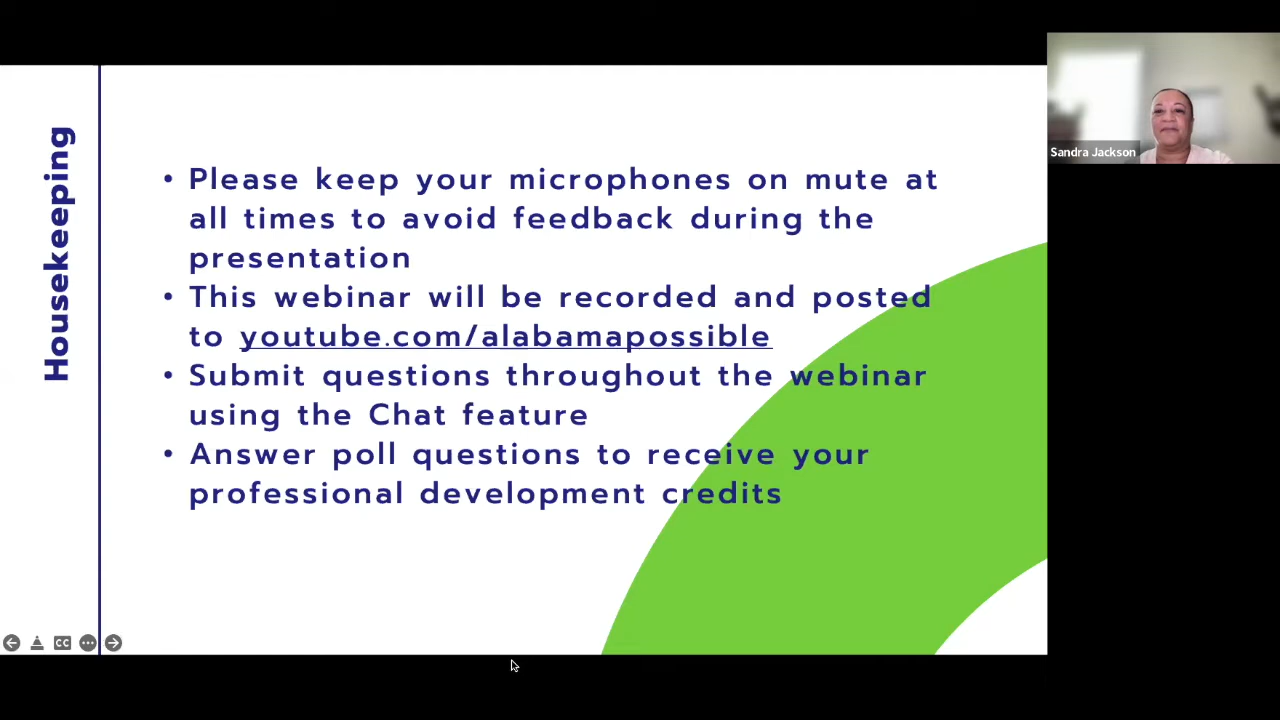 Housekeeping
• Please keep your microphones on mute at
all times to avoid feedback during the
presentation
• This webinar will be recorded and posted
to youtube.com/alabamapossible
• Submit questions throughout the webinar
using the Chat feature
• Answer poll questions to receive your
professional development credits
Sandra Jackson
CC